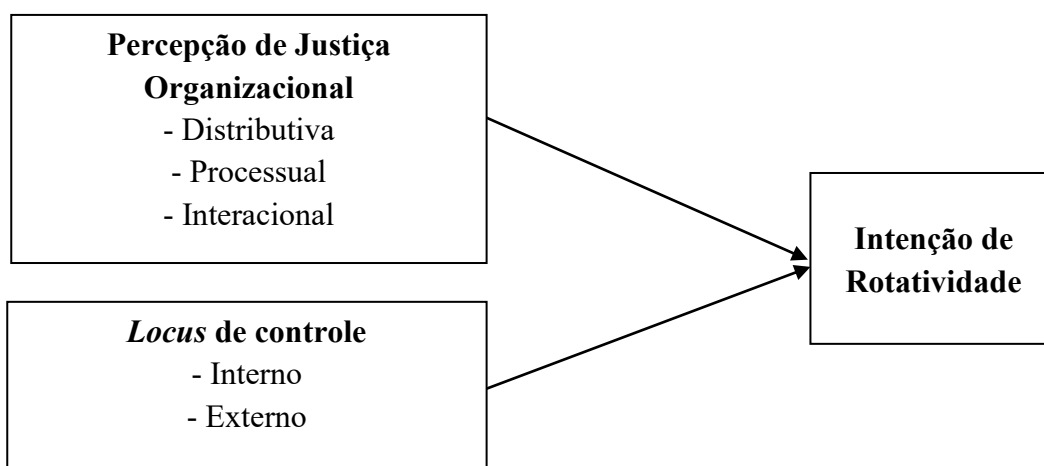 Percepção de Justiça
Organizacional
- Distributiva
- Processual
- Interacional
Locus de controle
- Interno
- Externo
Intenção de
Rotatividade